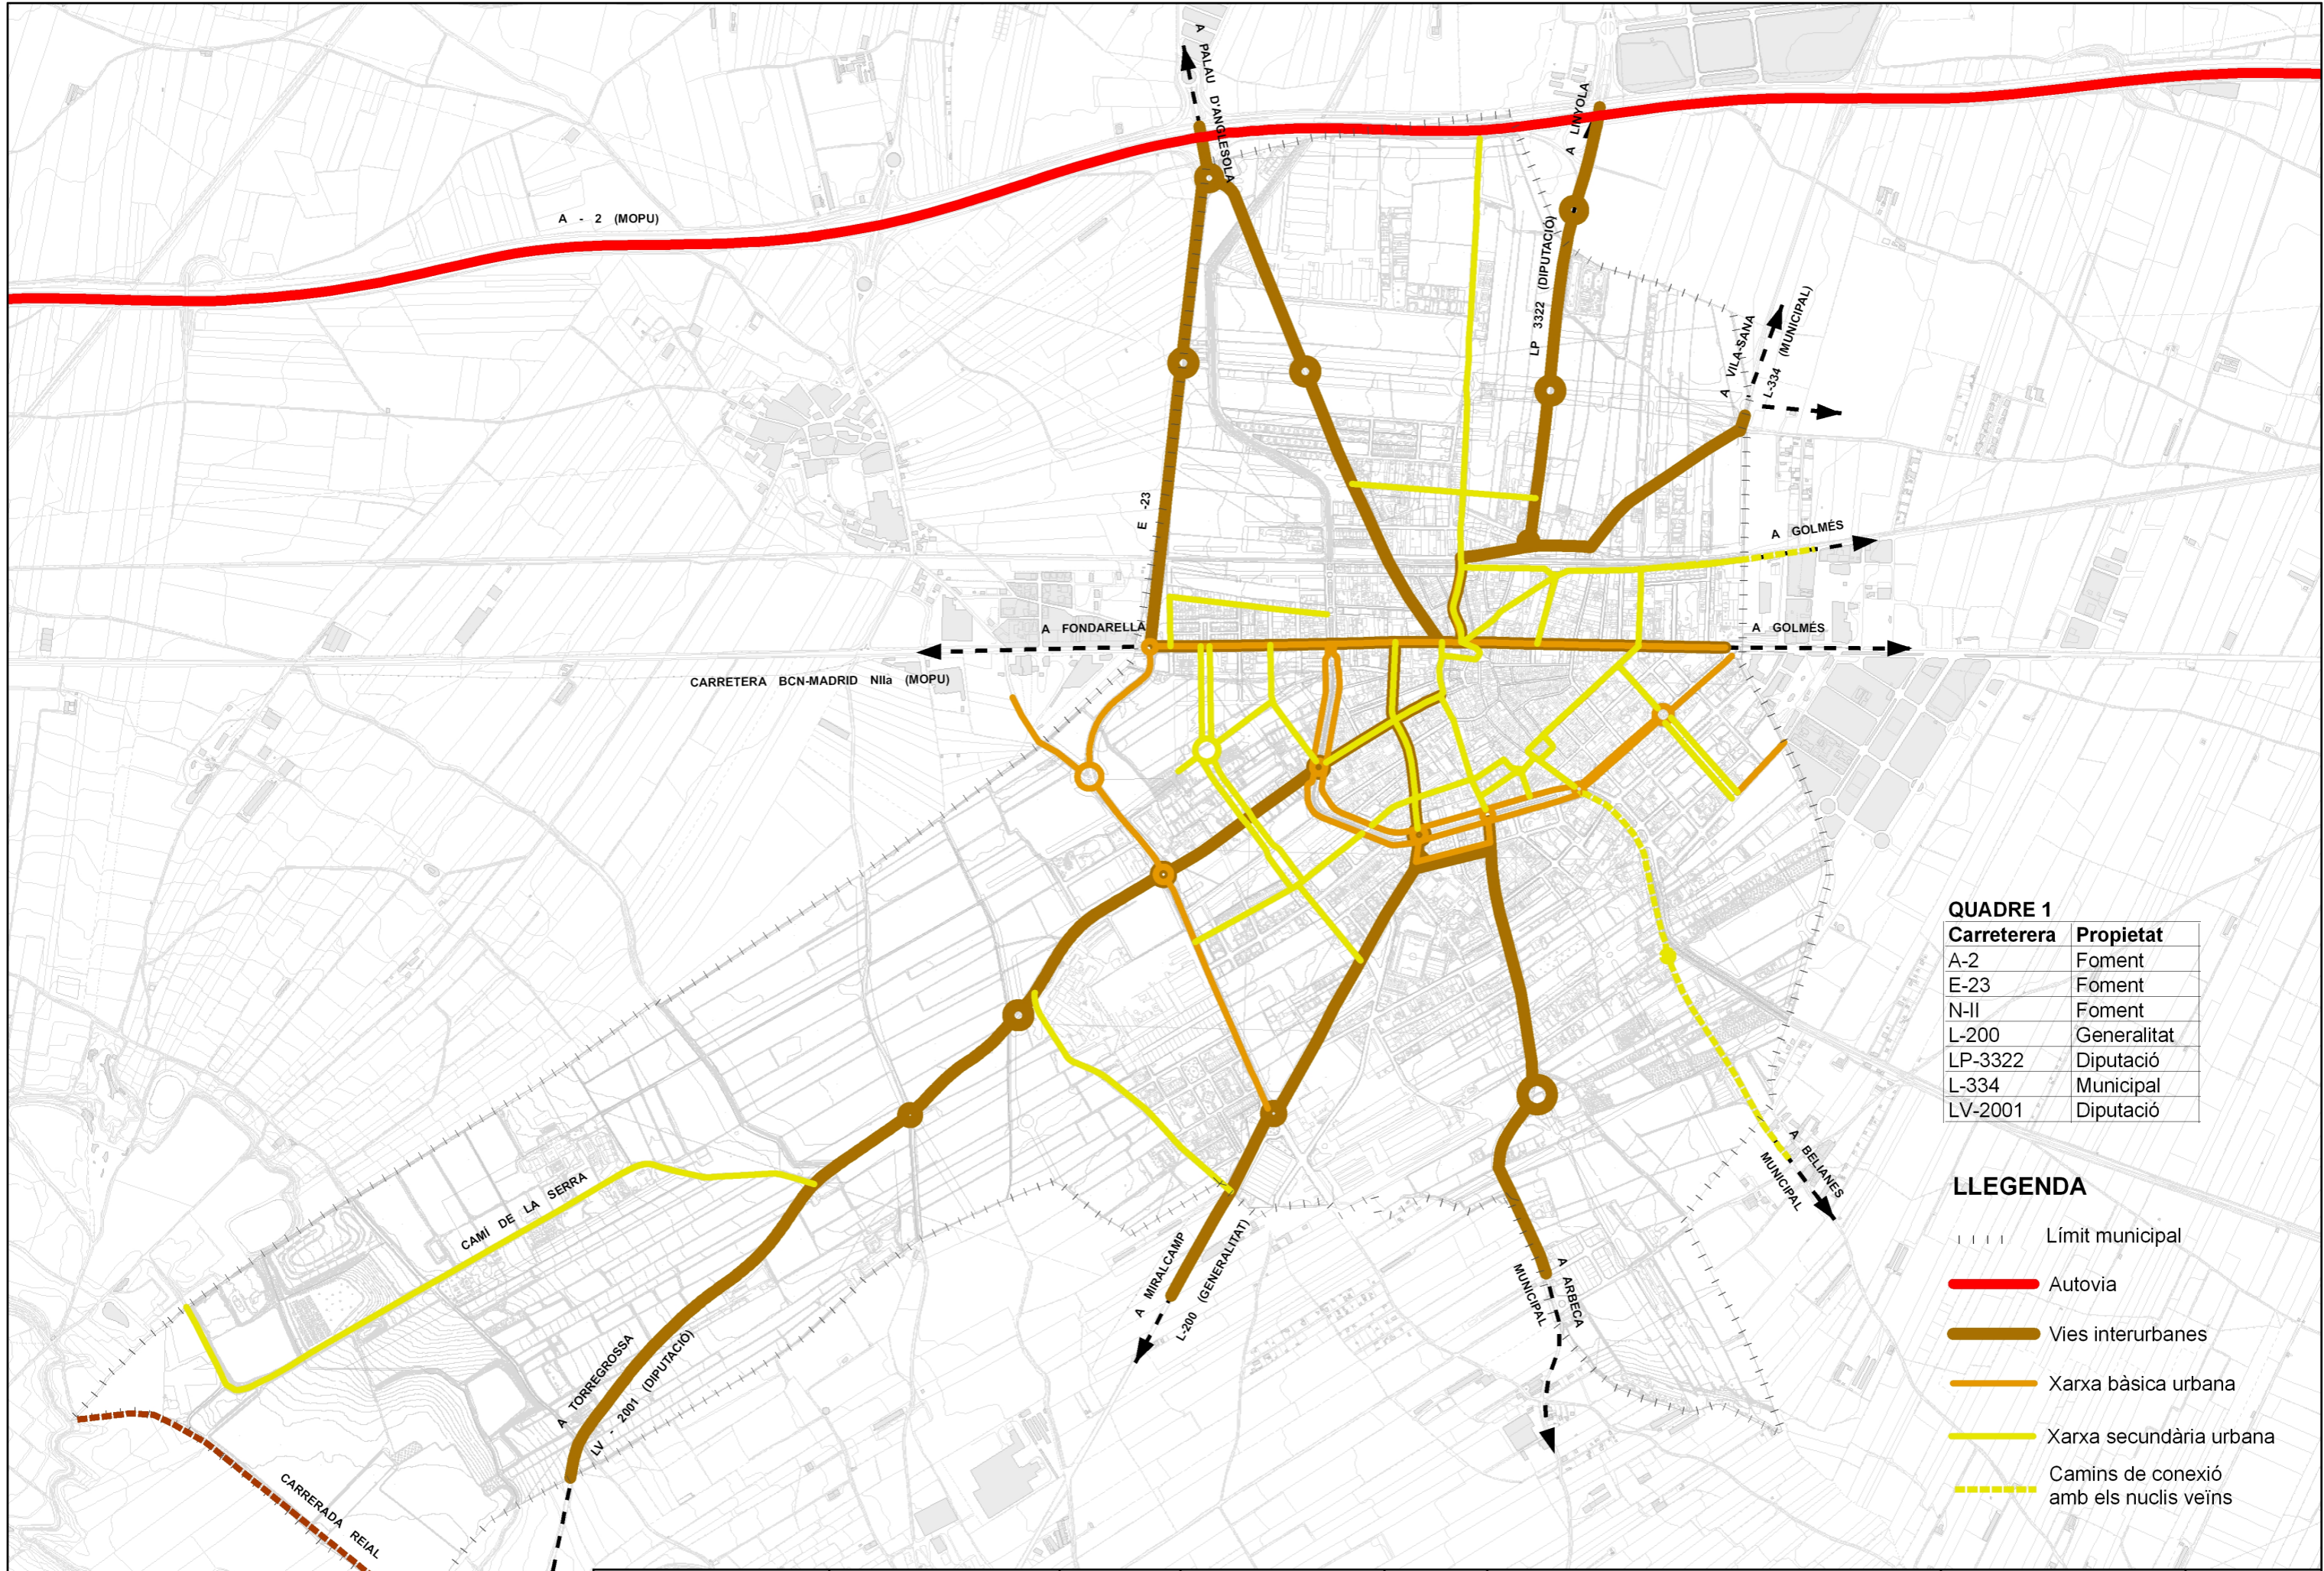 A PALAU D'ANGLESOLA
A LINYOLA
A - 2 (MOPU)
LP 3322 (DIPUTACIÓ)
A VILA-SANA
L-334 (MUNICIPAL)
E -23
A GOLMÉS
A FONDARELLA
A GOLMÉS
CARRETERA BCN-MADRID NIIa (MOPU)
QUADRE 1
Carreterera Propietat
A-2 Foment
E-23 Foment
N-II Foment
L-200 Generalitat
LP-3322 Diputació
L-334 Municipal
LV-2001 Diputació
A BELIANES
MUNICIPAL
LLEGENDA
Límit municipal
Autovia
Vies interurbanes
Xarxa bàsica urbana
Xarxa secundària urbana
Camins de conexió
amb els nuclis veïns
CAMÍ DE LA SERRA
A MIRALCAMP
L-200 (GENERALITAT)
A ARBECA
MUNICIPAL
A TORREGROSSA
LV - 2001 (DIPUTACIÓ)
CARRERADA REIAL